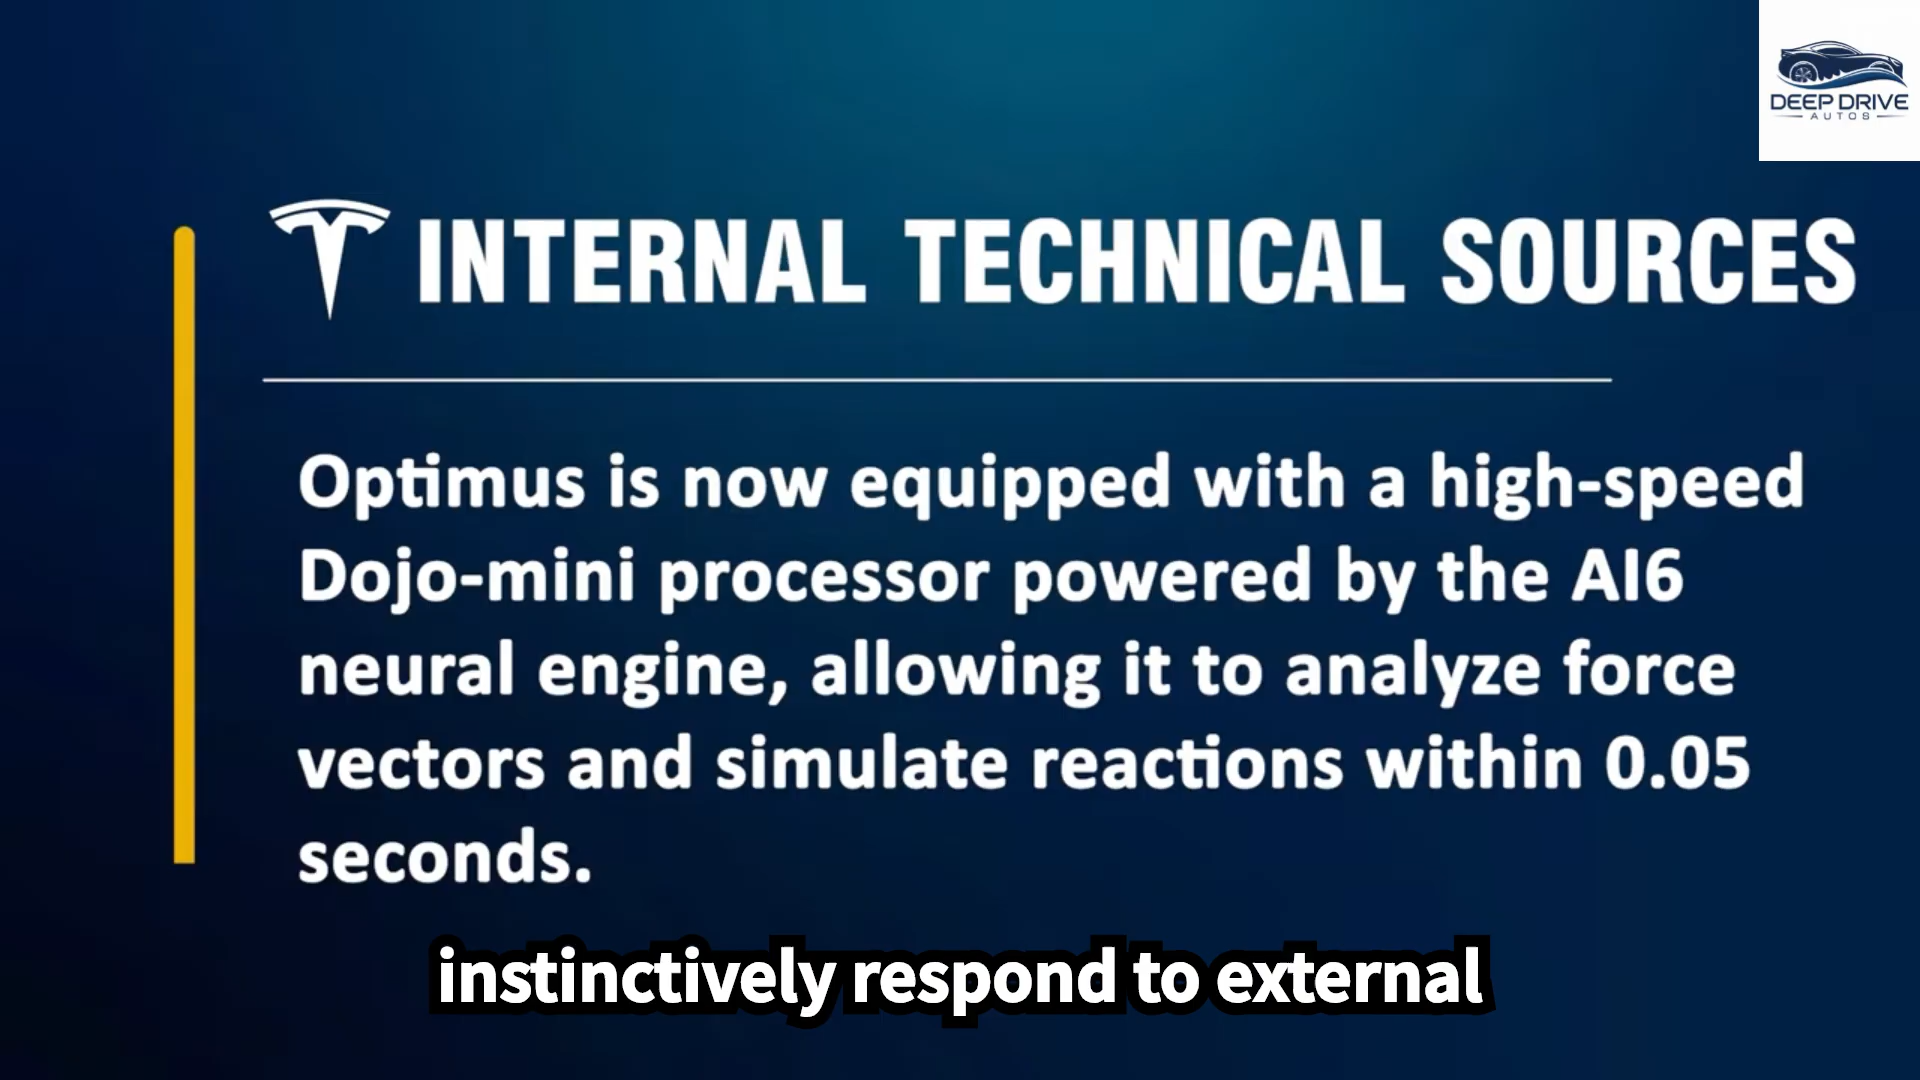 DEEP DRIVE
AUTOS
INTERNAL TECHNICAL SOURCES
Optimus is now equipped with a high-speed
Dojo-mini processor powered by the AI6
neural engine, allowing it to analyze force
vectors and simulate reactions within 0.05
seconds.
instinctively respond to external